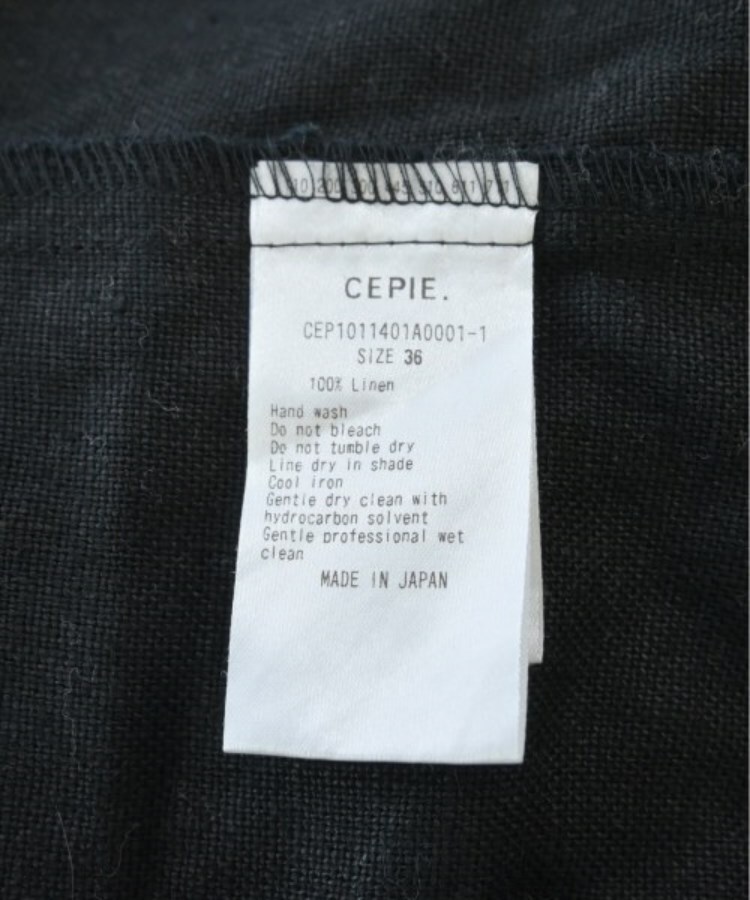 CEPIE.
CEP1011401A0001-1
SIZE 36
100% Linen
Hand wash
Do not bleach
Do not tumble dry
Line dry in shade
Cool iron
Gentle dry clean with
hydrocarbon solvent
Gentle professional wet
clean
MADE IN JAPAN